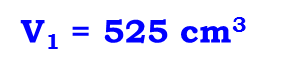 V₁ = 525 cm³